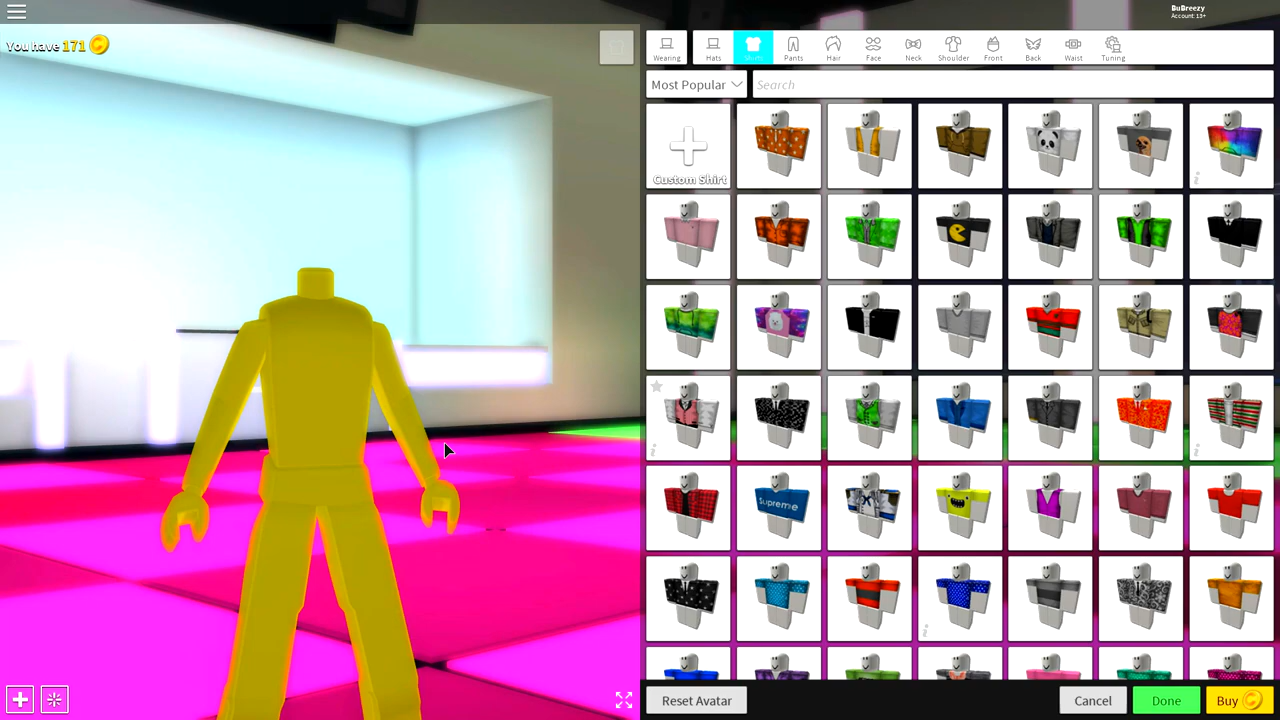 BuBreezy
Account: 13+
You have 171
Wearing
Hats
Shirts
Pants
Hair
Face
Neck
Shoulder
Front
Back
Waist
Tuning
Most Popular
Search
Custom Shirt
Supreme
Reset Avatar
Cancel
Done
Buy